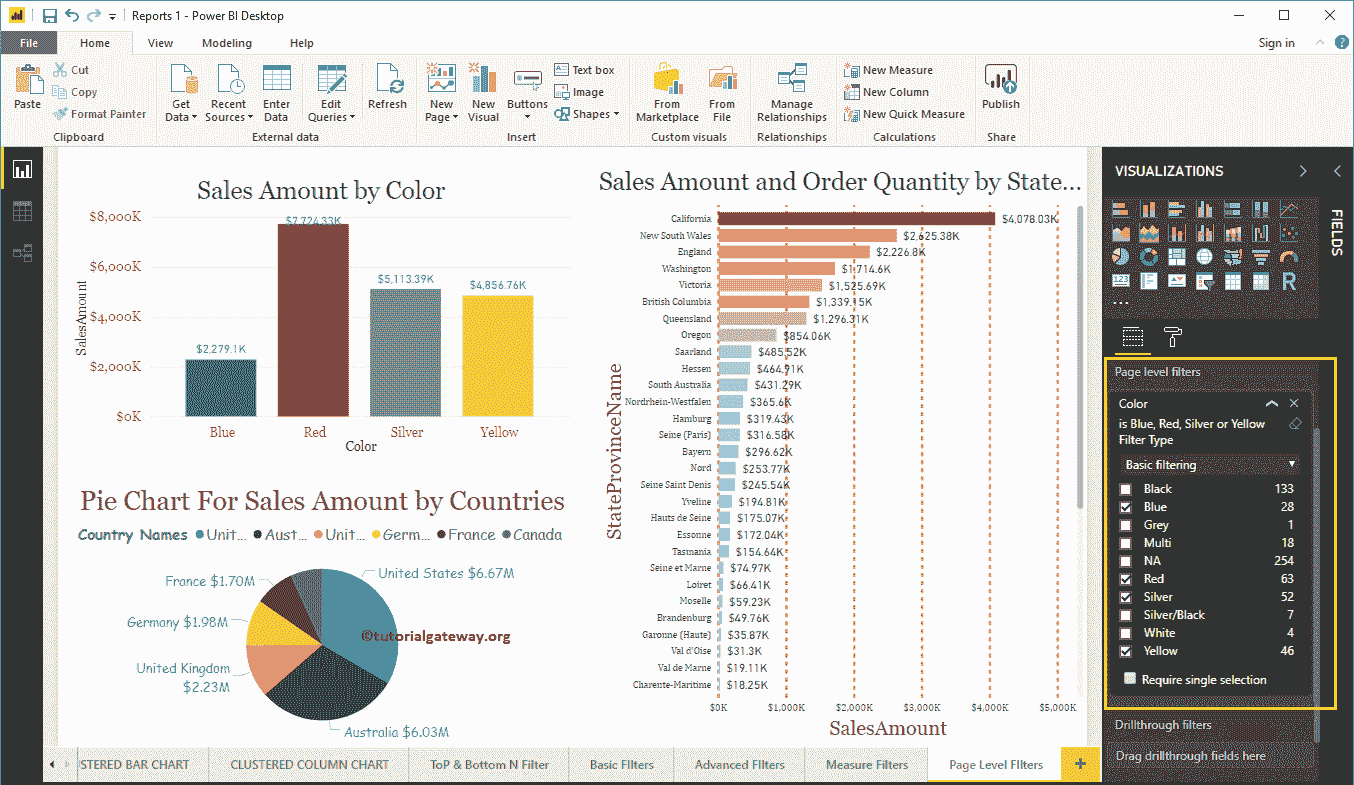 Reports 1 - Power BI Desktop
File Home View Modeling Help Sign in
Paste
Cut
Copy
Format Painter
Get Data
Recent Sources
Enter Data
Edit Queries
Refresh
New Page
New Visual
Buttons
Text box
Image
Shapes
From Marketplace
From File
Manage Relationships
New Measure
New Column
New Quick Measure
Publish
Clipboard External data Insert Custom visuals Relationships Calculations Share
Sales Amount by Color
$8,000K
$6,000K
$4,000K
$2,000K
$0K
SalesAmount
$2,279.1K
$7,724.33K
$5,113.39K
$4,856.76K
Blue Red Silver Yellow
Color
Pie Chart For Sales Amount by Countries
Country Names Unit... Aust... Unit... Germ... France Canada
United States $6.67M
France $1.70M
Germany $1.98M
United Kingdom
$2.23M
Australia $6.03M
©tutorialgateway.org
Sales Amount and Order Quantity by State...
StateProvinceName
California $4,078.03K
New South Wales $2,625.38K
England $2,226.8K
Washington $1,714.6K
Victoria $1,525.69K
British Columbia $1,339.15K
Queensland $1,296.31K
Oregon $854.06K
Saarland $485.52K
Hessen $464.91K
South Australia $431.29K
Nordrhein-Westfalen $365.6K
Hamburg $319.43K
Seine (Paris) $316.58K
Bayern $296.62K
Nord $253.77K
Seine Saint Denis $245.54K
Yveline $194.81K
Hauts de Seine $175.07K
Essonne $172.04K
Tasmania $154.64K
Seine et Marne $74.97K
Loiret $66.41K
Moselle $59.23K
Brandenburg $49.76K
Garonne (Haute) $35.87K
Val d'Oise $31.3K
Val de Marne $19.11K
Charente-Maritime $18.25K
$0K $1,000K $2,000K $3,000K $4,000K $5,000K
SalesAmount
VISUALIZATIONS
FIELDS
123
R
...
Page level filters
Color
is Blue, Red, Silver or Yellow
Filter Type
Basic filtering
Black 133
Blue 28
Grey 1
Multi 18
NA 254
Red 63
Silver 52
Silver/Black 7
White 4
Yellow 46
Require single selection
Drillthrough filters
Drag drillthrough fields here
STERED BAR CHART CLUSTERED COLUMN CHART ToP & Bottom N Filter Basic FIlters Advanced FIlters Measure Filters Page Level FIlters +